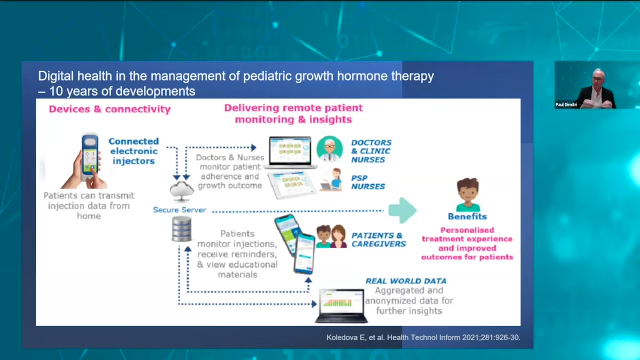 Digital health in the management of pediatric growth hormone therapy
– 10 years of developments
Devices & connectivity
Delivering remote patient
monitoring & insights
Connected
electronic
injectors
Patients can transmit
injection data from
home
Secure Server
Doctors & Nurses
monitor patient
adherence and
growth outcome
DOCTORS
& CLINIC
NURSES
PSP
NURSES
Patients
monitor injections,
receive reminders,
& view educational
materials
PATIENTS &
CAREGIVERS
REAL WORLD DATA
Aggregated and
anonymized data for
further insights
Benefits
Personalised
treatment experience
and improved
outcomes for patients
Koledova E, et al. Health Technol Inform 2021;281:926-30.
Paul Dimitri